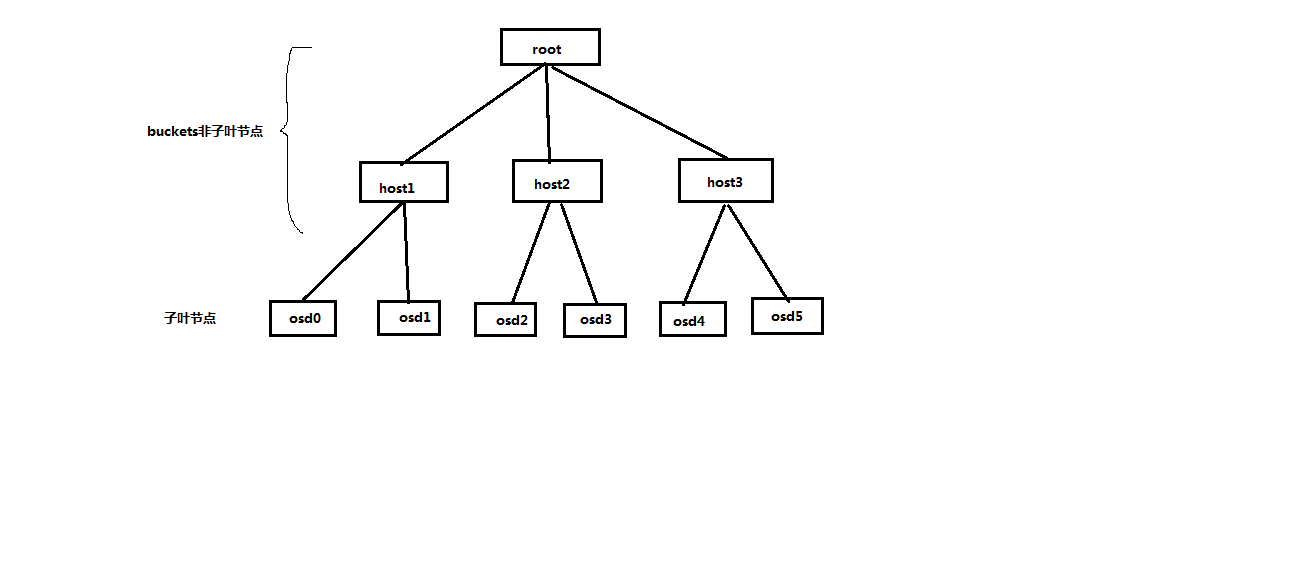 root
buckets非子叶节点
host1
host2
host3
子叶节点
osd0
osd1
osd2
osd3
osd4
osd5